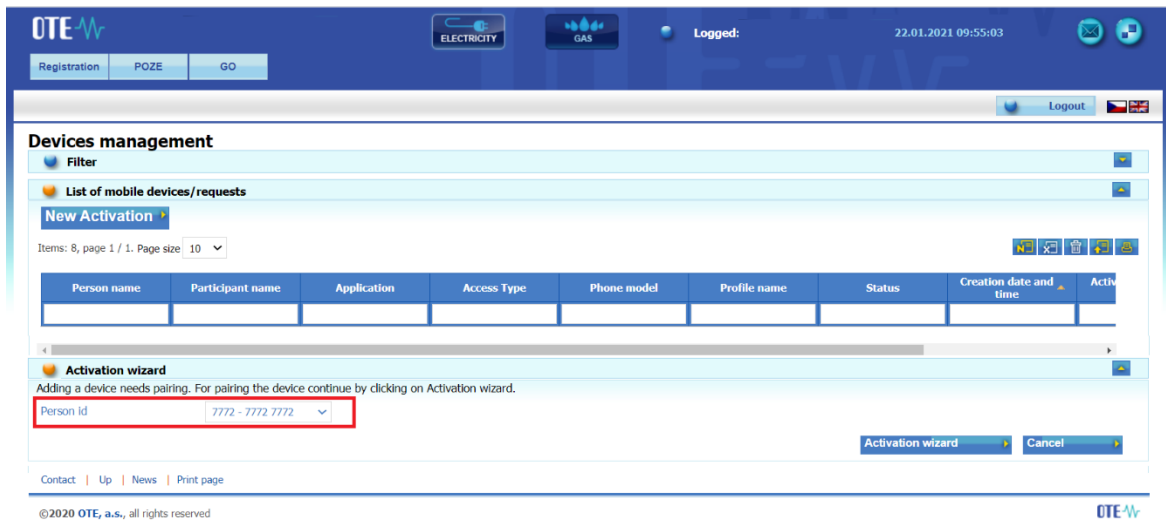 OTE
ELECTRICITY
GAS
Logged:
22.01.2021 09:55:03
Registration POZE GO
Logout
Devices management
Filter
List of mobile devices/requests
New Activation
Items: 8, page 1 / 1. Page size 10
Person name Participant name Application Access Type Phone model Profile name Status Creation date and time Activ
Activation wizard
Adding a device needs pairing. For pairing the device continue by clicking on Activation wizard.
Person id 7772 - 7772 7772
Activation wizard Cancel
Contact | Up | News | Print page
©2020 OTE, a.s., all rights reserved
OTE